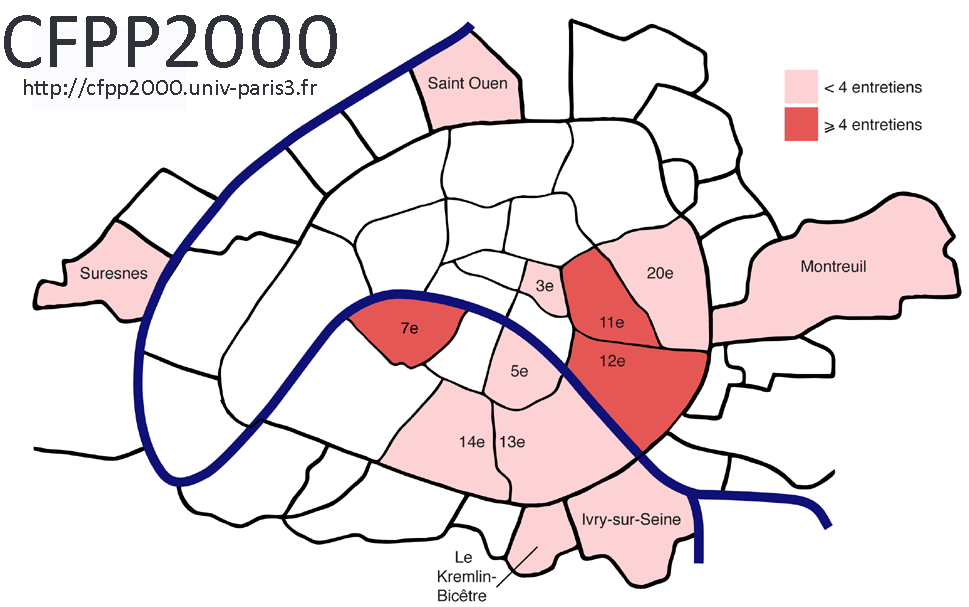 CFPP2000
http://cfpp2000.univ-paris3.fr
Saint Ouen
< 4 entretiens
⩾ 4 entretiens
Suresnes
Montreuil
3e
20e
7e
11e
12e
5e
14e
13e
Ivry-sur-Seine
Le
Kremlin-
Bicêtre